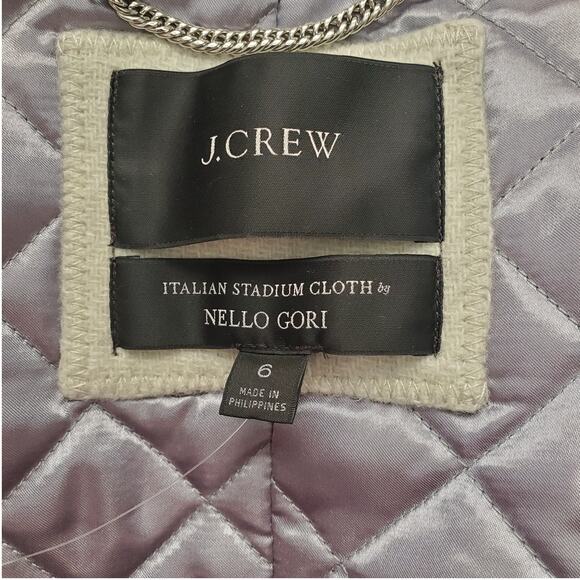 J.CREW
ITALIAN STADIUM CLOTH by
NELLO GORI
6
MADE IN
PHILIPPINES